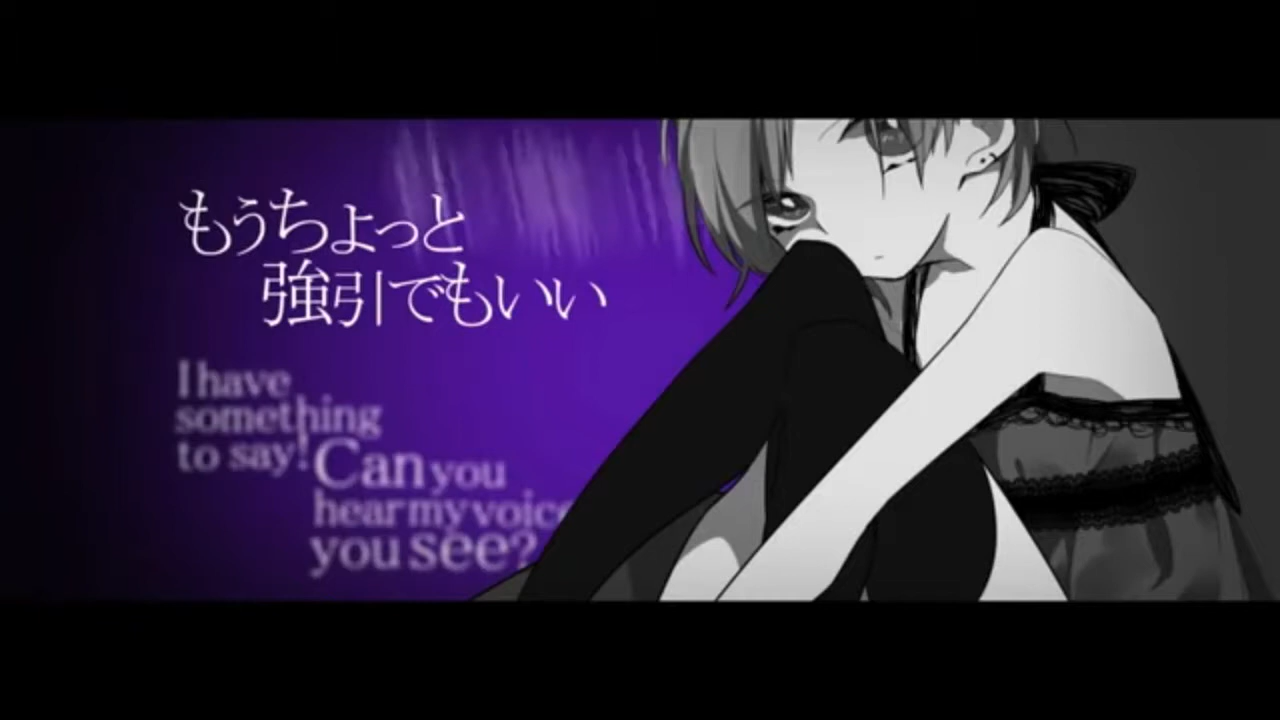 もうちょっと
強引でもいい
I have
something
to say!
Can you
hear my voice
you see?